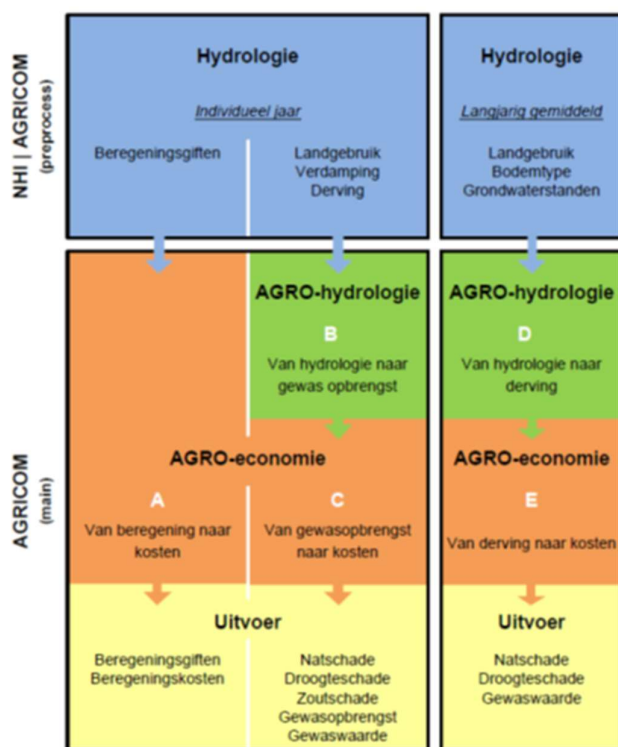 NHI | AGRICOM
(preprocess)
Hydrologie
Individueel jaar
Beregeningsgiften
Landgebruik
Verdamping
Derving
Hydrologie
Langjarig gemiddeld
Landgebruik
Bodemtype
Grondwaterstanden
AGRICOM
(main)
AGRO-hydrologie
B
Van hydrologie naar
gewas opbrengst
AGRO-hydrologie
D
Van hydrologie naar
derving
AGRO-economie
A
Van beregening naar
kosten
C
Van gewasopbrengst
naar kosten
AGRO-economie
E
Van derving naar kosten
Uitvoer
Beregeningsgiften
Beregeningskosten
Natschade
Droogteschade
Zoutschade
Gewasopbrengst
Gewaswaarde
Uitvoer
Natschade
Droogteschade
Gewaswaarde